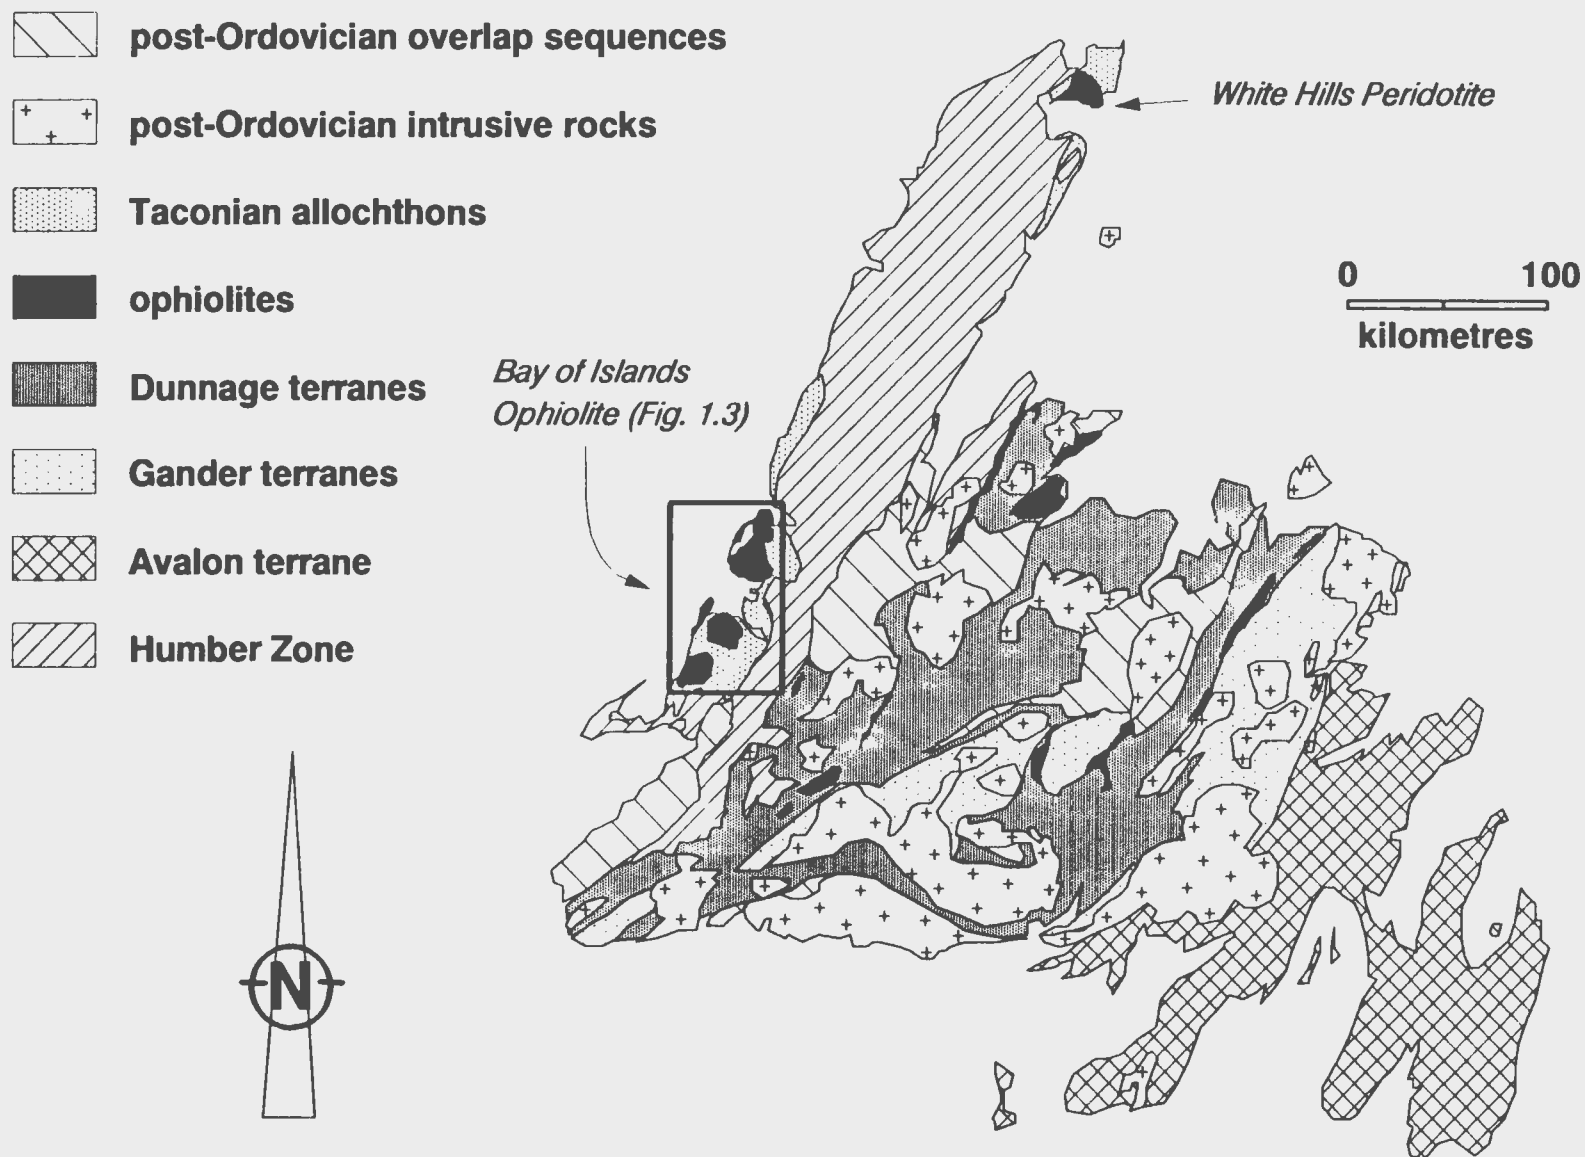 post-Ordovician overlap sequences
post-Ordovician intrusive rocks
Taconian allochthons
ophiolites
Dunnage terranes
Gander terranes
Avalon terrane
Humber Zone
White Hills Peridotite
0 100
kilometres
Bay of Islands
Ophiolite (Fig. 1.3)
N